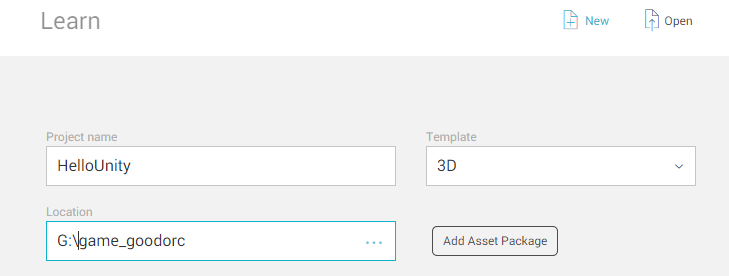 Learn
New
Open
Project name
Template
HelloUnity
3D
Location
G:\game_goodorc
...
Add Asset Package